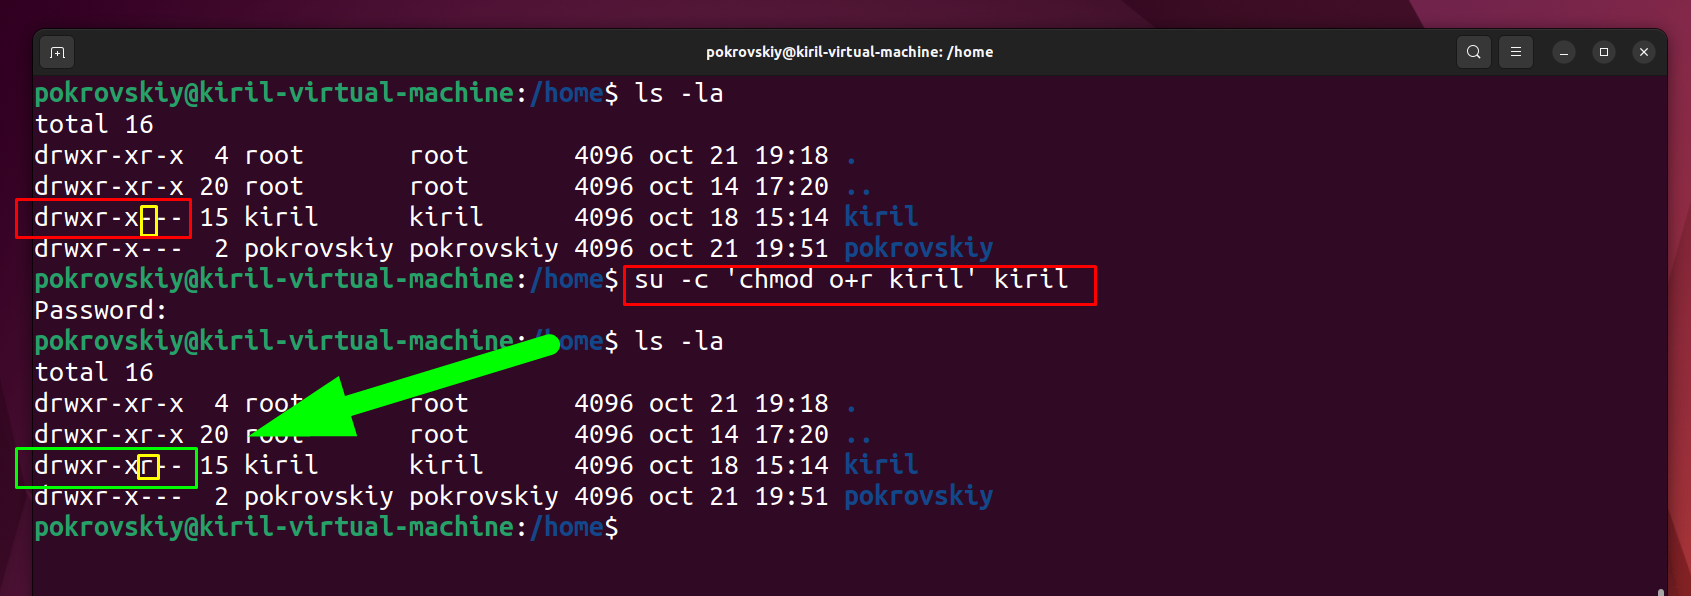 pokrovskiy@kiril-virtual-machine: /home
pokrovskiy@kiril-virtual-machine:/home$ ls -la
total 16
drwxr-xr-x  4 root       root       4096 oct 21 19:18 .
drwxr-xr-x 20 root       root       4096 oct 14 17:20 ..
drwxr-x--- 15 kiril      kiril      4096 oct 18 15:14 kiril
drwxr-x---  2 pokrovskiy pokrovskiy 4096 oct 21 19:51 pokrovskiy
pokrovskiy@kiril-virtual-machine:/home$ su -c 'chmod o+r kiril' kiril
Password:
pokrovskiy@kiril-virtual-machine:/home$ ls -la
total 16
drwxr-xr-x  4 root       root       4096 oct 21 19:18 .
drwxr-xr-x 20 root       root       4096 oct 14 17:20 ..
drwxr-xr-- 15 kiril      kiril      4096 oct 18 15:14 kiril
drwxr-x---  2 pokrovskiy pokrovskiy 4096 oct 21 19:51 pokrovskiy
pokrovskiy@kiril-virtual-machine:/home$